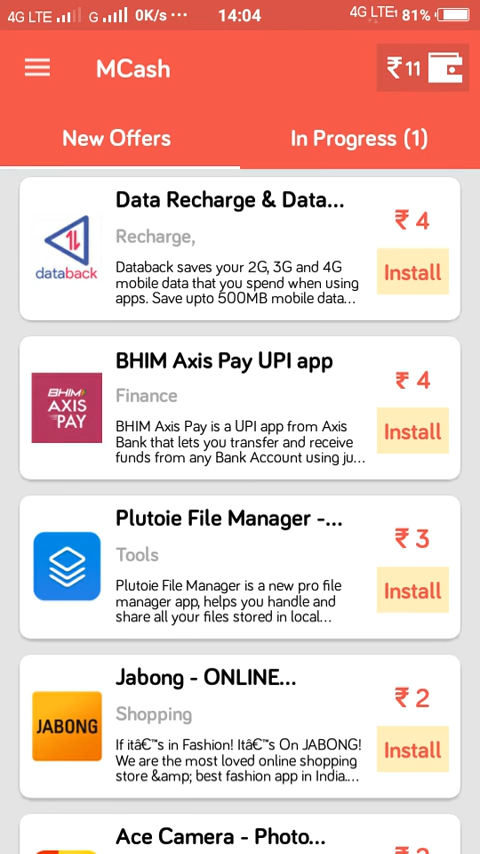 4G LTE G 0K/s ··· 14:04 4G LTE 81%
MCash
₹ 11
New Offers In Progress (1)
Data Recharge & Data...
Recharge,
Databack saves your 2G, 3G and 4G
mobile data that you spend when using
apps. Save upto 500MB mobile data...
₹ 4
Install
databack
BHIM Axis Pay UPI app
Finance
BHIM Axis Pay is a UPI app from Axis
Bank that lets you transfer and receive
funds from any Bank Account using ju...
₹ 4
Install
BHIM
AXIS
PAY
Plutoie File Manager -...
Tools
Plutoie File Manager is a new pro file
manager app, helps you handle and
share all your files stored in local...
₹ 3
Install
Jabong - ONLINE...
Shopping
If itâ€™s in Fashion! Itâ€™s On JABONG!
We are the most loved online shopping
store &amp; best fashion app in India....
₹ 2
Install
JABONG
Ace Camera - Photo...